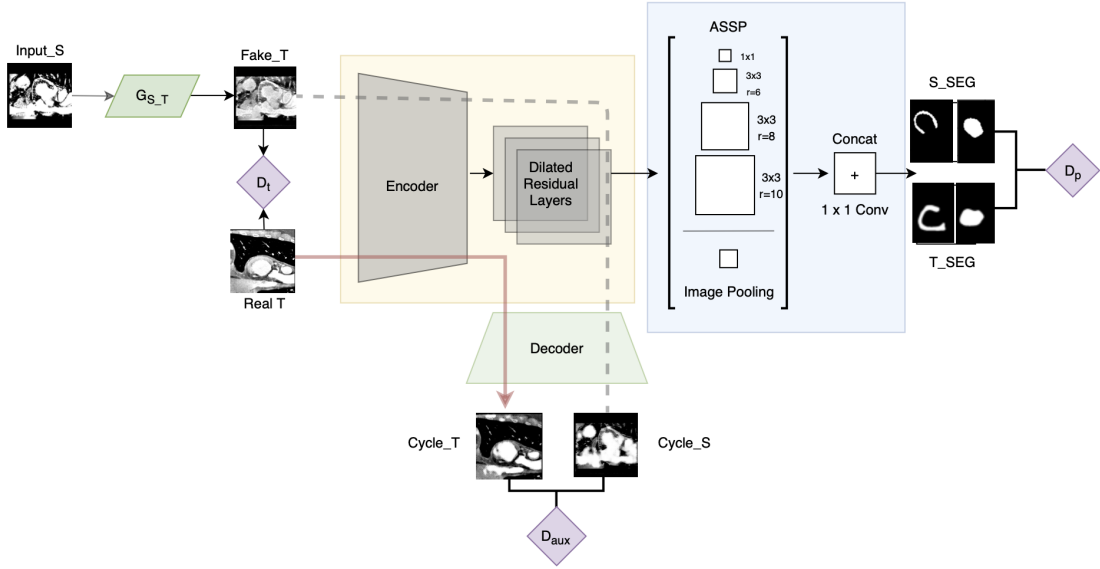 Input_S
G_S_T
Fake_T
D_t
Real T
Encoder
Dilated
Residual
Layers
ASSP
1x1
3x3
r=6
3x3
r=8
3x3
r=10
Image Pooling
Concat
+
1 x 1 Conv
S_SEG
T_SEG
D_p
Decoder
Cycle_T
Cycle_S
D_aux